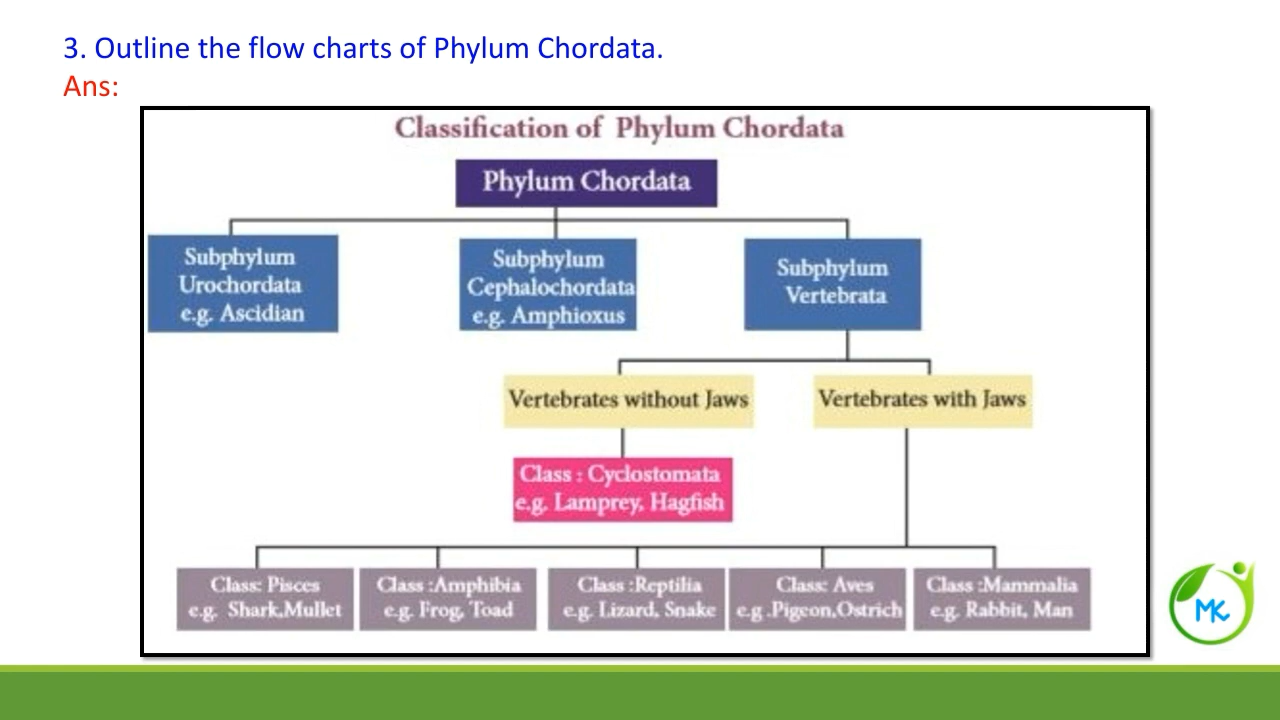 3. Outline the flow charts of Phylum Chordata.
Ans:
Classification of Phylum Chordata
Phylum Chordata
Subphylum
Urochordata
e.g. Ascidian
Subphylum
Cephalochordata
e.g. Amphioxus
Subphylum
Vertebrata
Vertebrates without Jaws
Vertebrates with Jaws
Class : Cyclostomata
e.g. Lamprey, Hagfish
Class: Pisces
e.g. Shark,Mullet
Class :Amphibia
e.g. Frog, Toad
Class :Reptilia
e.g. Lizard, Snake
Class: Aves
e.g .Pigeon,Ostrich
Class :Mammalia
e.g. Rabbit, Man
MK